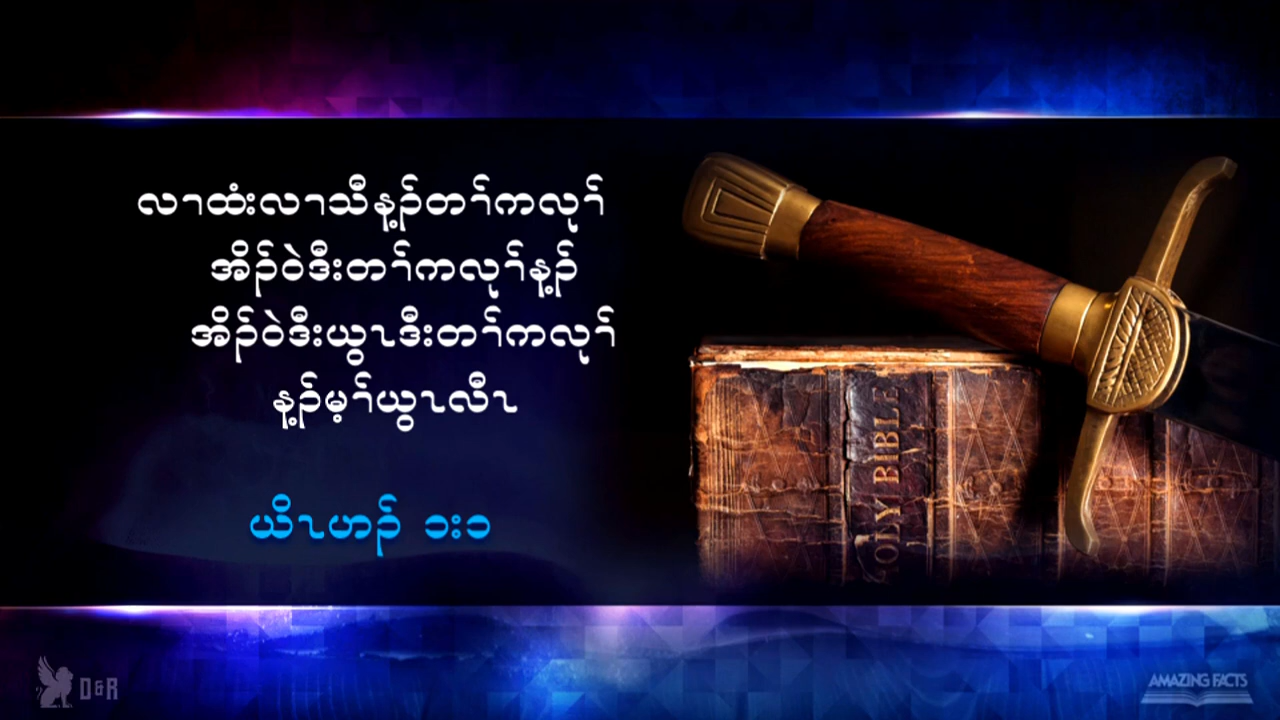 လၢထံးလၢသီန့ၣ်တၢ်ကလုၢ်
အိၣ်ဝဲဒီးတၢ်ကလုၢ်န့ၣ်
အိၣ်ဝဲဒီးယွၤဒီးတၢ်ကလုၢ်
န့ၣ်မ့ၢ်ယွၤလီၤ
ယိၤဟၣ် ၁း၁
HOLY BIBLE
D&R
AMAZING FACTS